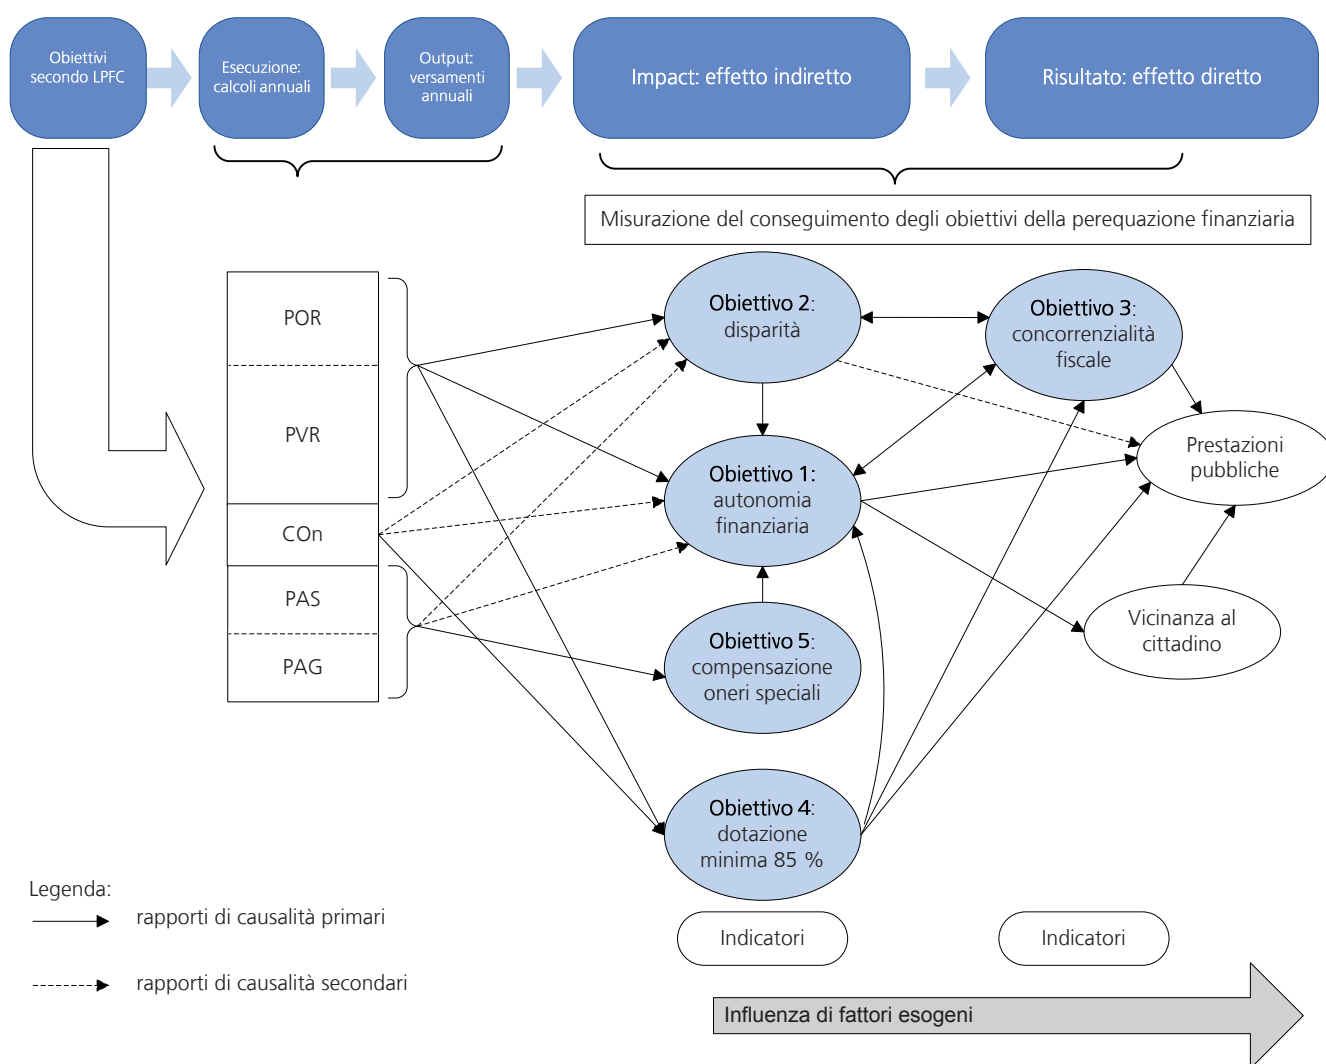 Obiettivi
secondo LPFC
Esecuzione:
calcoli annuali
Output:
versamenti
annuali
Impact: effetto indiretto
Risultato: effetto diretto
Misurazione del conseguimento degli obiettivi della perequazione finanziaria
POR
PVR
COn
PAS
PAG
Obiettivo 2:
disparità
Obiettivo 3:
concorrenzialità
fiscale
Obiettivo 1:
autonomia
finanziaria
Prestazioni
pubbliche
Obiettivo 5:
compensazione
oneri speciali
Vicinanza al
cittadino
Obiettivo 4:
dotazione
minima 85 %
Legenda:
rapporti di causalità primari
rapporti di causalità secondari
Indicatori
Indicatori
Influenza di fattori esogeni